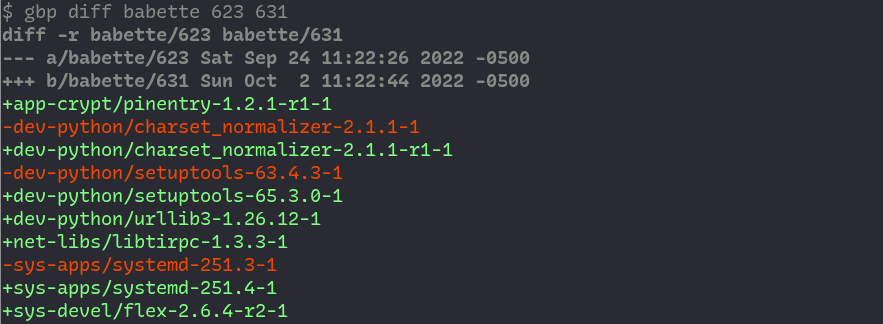 $ gbp diff babette 623 631
diff -r babette/623 babette/631
--- a/babette/623 Sat Sep 24 11:22:26 2022 -0500
+++ b/babette/631 Sun Oct  2 11:22:44 2022 -0500
+app-crypt/pinentry-1.2.1-r1-1
-dev-python/charset_normalizer-2.1.1-1
+dev-python/charset_normalizer-2.1.1-r1-1
-dev-python/setuptools-63.4.3-1
+dev-python/setuptools-65.3.0-1
+dev-python/urllib3-1.26.12-1
+net-libs/libtirpc-1.3.3-1
-sys-apps/systemd-251.3-1
+sys-apps/systemd-251.4-1
+sys-devel/flex-2.6.4-r2-1